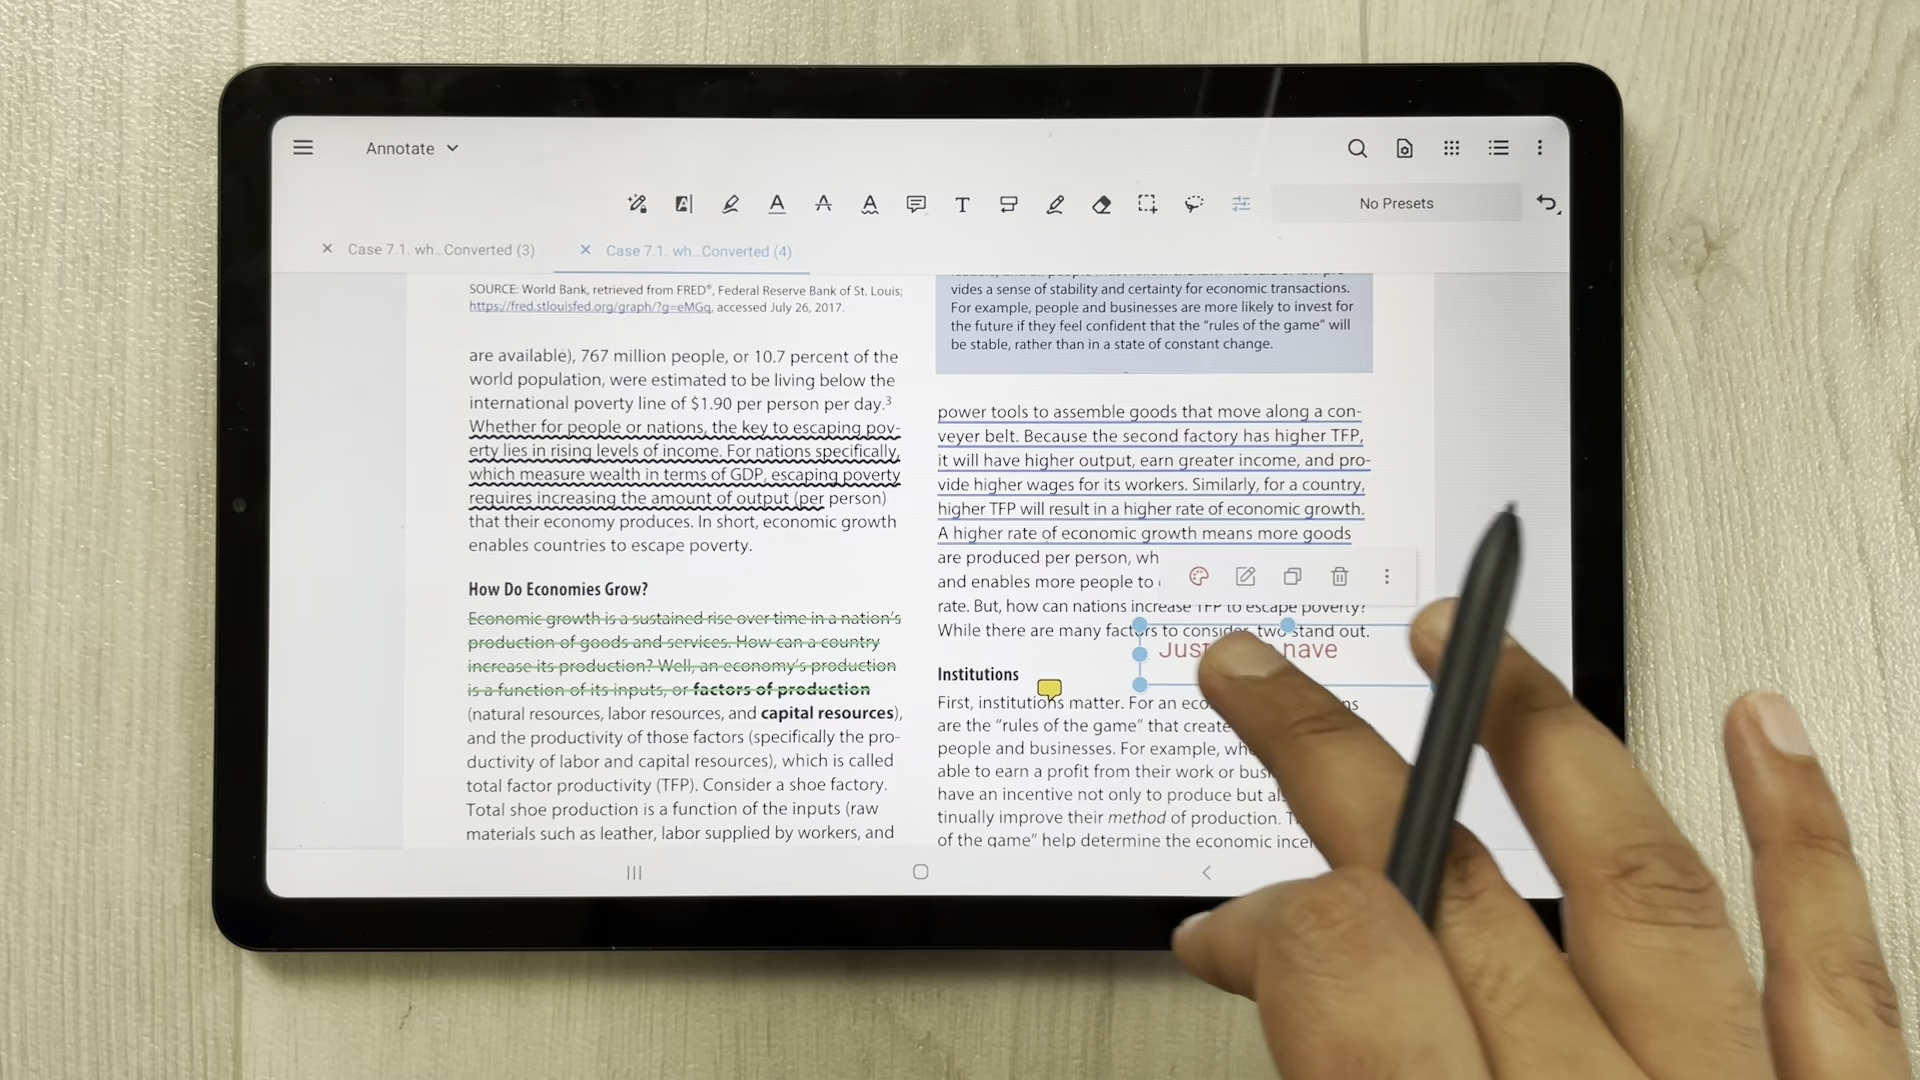 Annotate
No Presets
Case 7.1. wh...Converted (3)
Case 7.1. wh...Converted (4)
SOURCE: World Bank, retrieved from FRED®, Federal Reserve Bank of St. Louis;
https://fred.stlouisfed.org/graph/?g=eMGq, accessed July 26, 2017.
are available), 767 million people, or 10.7 percent of the
world population, were estimated to be living below the
international poverty line of $1.90 per person per day.3
Whether for people or nations, the key to escaping pov-
erty lies in rising levels of income. For nations specifically,
which measure wealth in terms of GDP, escaping poverty
requires increasing the amount of output (per person)
that their economy produces. In short, economic growth
enables countries to escape poverty.
How Do Economies Grow?
Economic growth is a sustained rise over time in a nation's
production of goods and services. How can a country
increase its production? Well, an economy's production
is a function of its inputs, or factors of production
(natural resources, labor resources, and capital resources),
and the productivity of those factors (specifically the pro-
ductivity of labor and capital resources), which is called
total factor productivity (TFP). Consider a shoe factory.
Total shoe production is a function of the inputs (raw
materials such as leather, labor supplied by workers, and
vides a sense of stability and certainty for economic transactions.
For example, people and businesses are more likely to invest for
the future if they feel confident that the "rules of the game" will
be stable, rather than in a state of constant change.
power tools to assemble goods that move along a con-
veyer belt. Because the second factory has higher TFP,
it will have higher output, earn greater income, and pro-
vide higher wages for its workers. Similarly, for a country,
higher TFP will result in a higher rate of economic growth.
A higher rate of economic growth means more goods
are produced per person, wh
and enables more people to
rate. But, how can nations increase TFP to escape poverty?
While there are many factors to consider, two stand out.
Just have
Institutions
First, institutions matter. For an eco ns
are the "rules of the game" that create
people and businesses. For example, wh
able to earn a profit from their work or busi
have an incentive not only to produce but als
tinually improve their method of production. T
of the game" help determine the economic incen